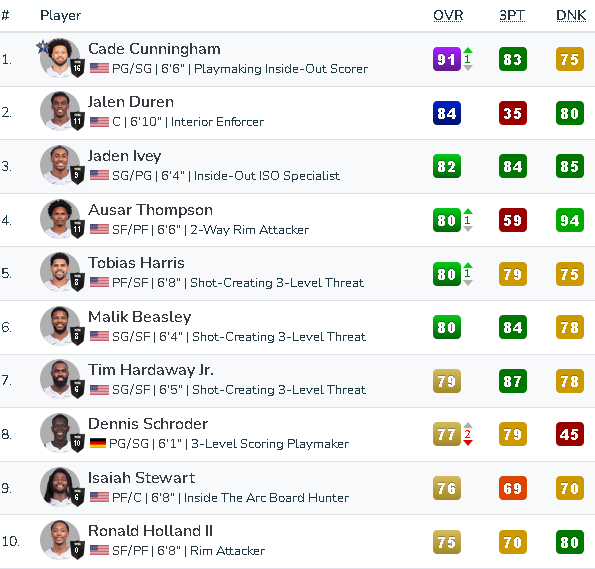 # Player OVR 3PT DNK
1. Cade Cunningham 91 1 83 75
16 PG/SG | 6'6" | Playmaking Inside-Out Scorer
2. Jalen Duren 84 35 80
11 C | 6'10" | Interior Enforcer
3. Jaden Ivey 82 84 85
9 SG/PG | 6'4" | Inside-Out ISO Specialist
4. Ausar Thompson 80 1 59 94
11 SF/PF | 6'6" | 2-Way Rim Attacker
5. Tobias Harris 80 1 79 75
8 PF/SF | 6'8" | Shot-Creating 3-Level Threat
6. Malik Beasley 80 84 78
8 SG/SF | 6'4" | Shot-Creating 3-Level Threat
7. Tim Hardaway Jr. 79 87 78
6 SG/SF | 6'5" | Shot-Creating 3-Level Threat
8. Dennis Schroder 77 2 79 45
10 PG/SG | 6'1" | 3-Level Scoring Playmaker
9. Isaiah Stewart 76 69 70
6 PF/C | 6'8" | Inside The Arc Board Hunter
10. Ronald Holland II 75 70 80
0 SF/PF | 6'8" | Rim Attacker